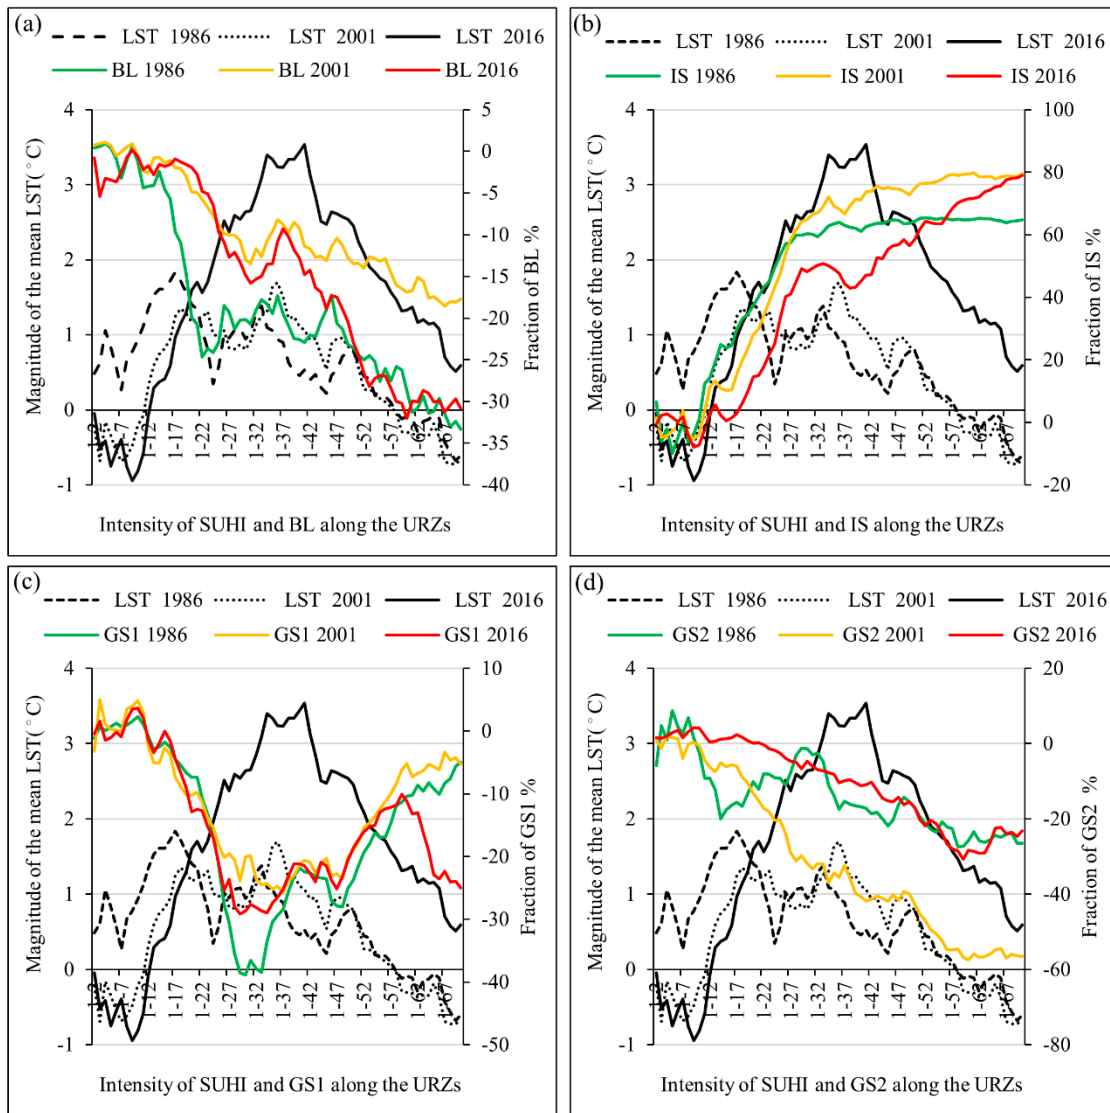 (a)
LST 1986 LST 2001 LST 2016
BL 1986 BL 2001 BL 2016
Magnitude of the mean LST(°C)
4
3
2
1
0
-1
5
0
-5
-10
-15
-20
-25
-30
-35
-40
Fraction of BL %
1-2 1-7 1-12 1-17 1-22 1-27 1-32 1-37 1-42 1-47 1-52 1-57 1-62 1-67
Intensity of SUHI and BL along the URZs
(b)
LST 1986 LST 2001 LST 2016
IS 1986 IS 2001 IS 2016
Magnitude of the mean LST(°C)
4
3
2
1
0
-1
100
80
60
40
20
0
-20
Fraction of IS %
1-2 1-7 1-12 1-17 1-22 1-27 1-32 1-37 1-42 1-47 1-52 1-57 1-62 1-67
Intensity of SUHI and IS along the URZs
(c)
LST 1986 LST 2001 LST 2016
GS1 1986 GS1 2001 GS1 2016
Magnitude of the mean LST(°C)
4
3
2
1
0
-1
10
0
-10
-20
-30
-40
-50
Fraction of GS1 %
1-2 1-7 1-12 1-17 1-22 1-27 1-32 1-37 1-42 1-47 1-52 1-57 1-62 1-67
Intensity of SUHI and GS1 along the URZs
(d)
LST 1986 LST 2001 LST 2016
GS2 1986 GS2 2001 GS2 2016
Magnitude of the mean LST(°C)
4
3
2
1
0
-1
20
0
-20
-40
-60
-80
Fraction of GS2 %
1-2 1-7 1-12 1-17 1-22 1-27 1-32 1-37 1-42 1-47 1-52 1-57 1-62 1-67
Intensity of SUHI and GS2 along the URZs